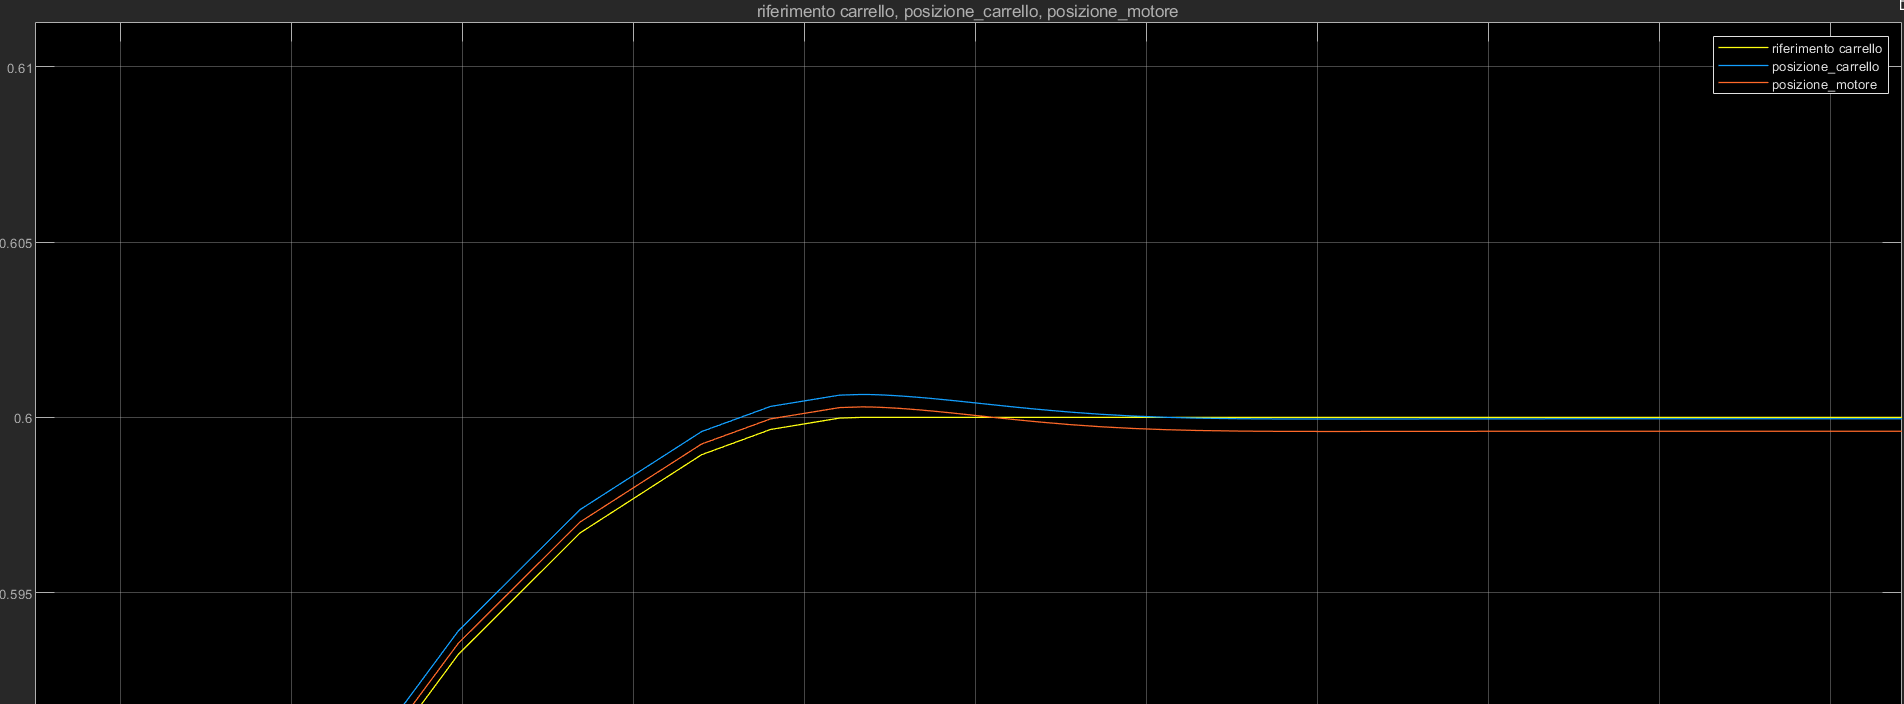 riferimento carrello, posizione_carrello, posizione_motore
riferimento carrello
posizione_carrello
posizione_motore
0.61
0.605
0.6
0.595